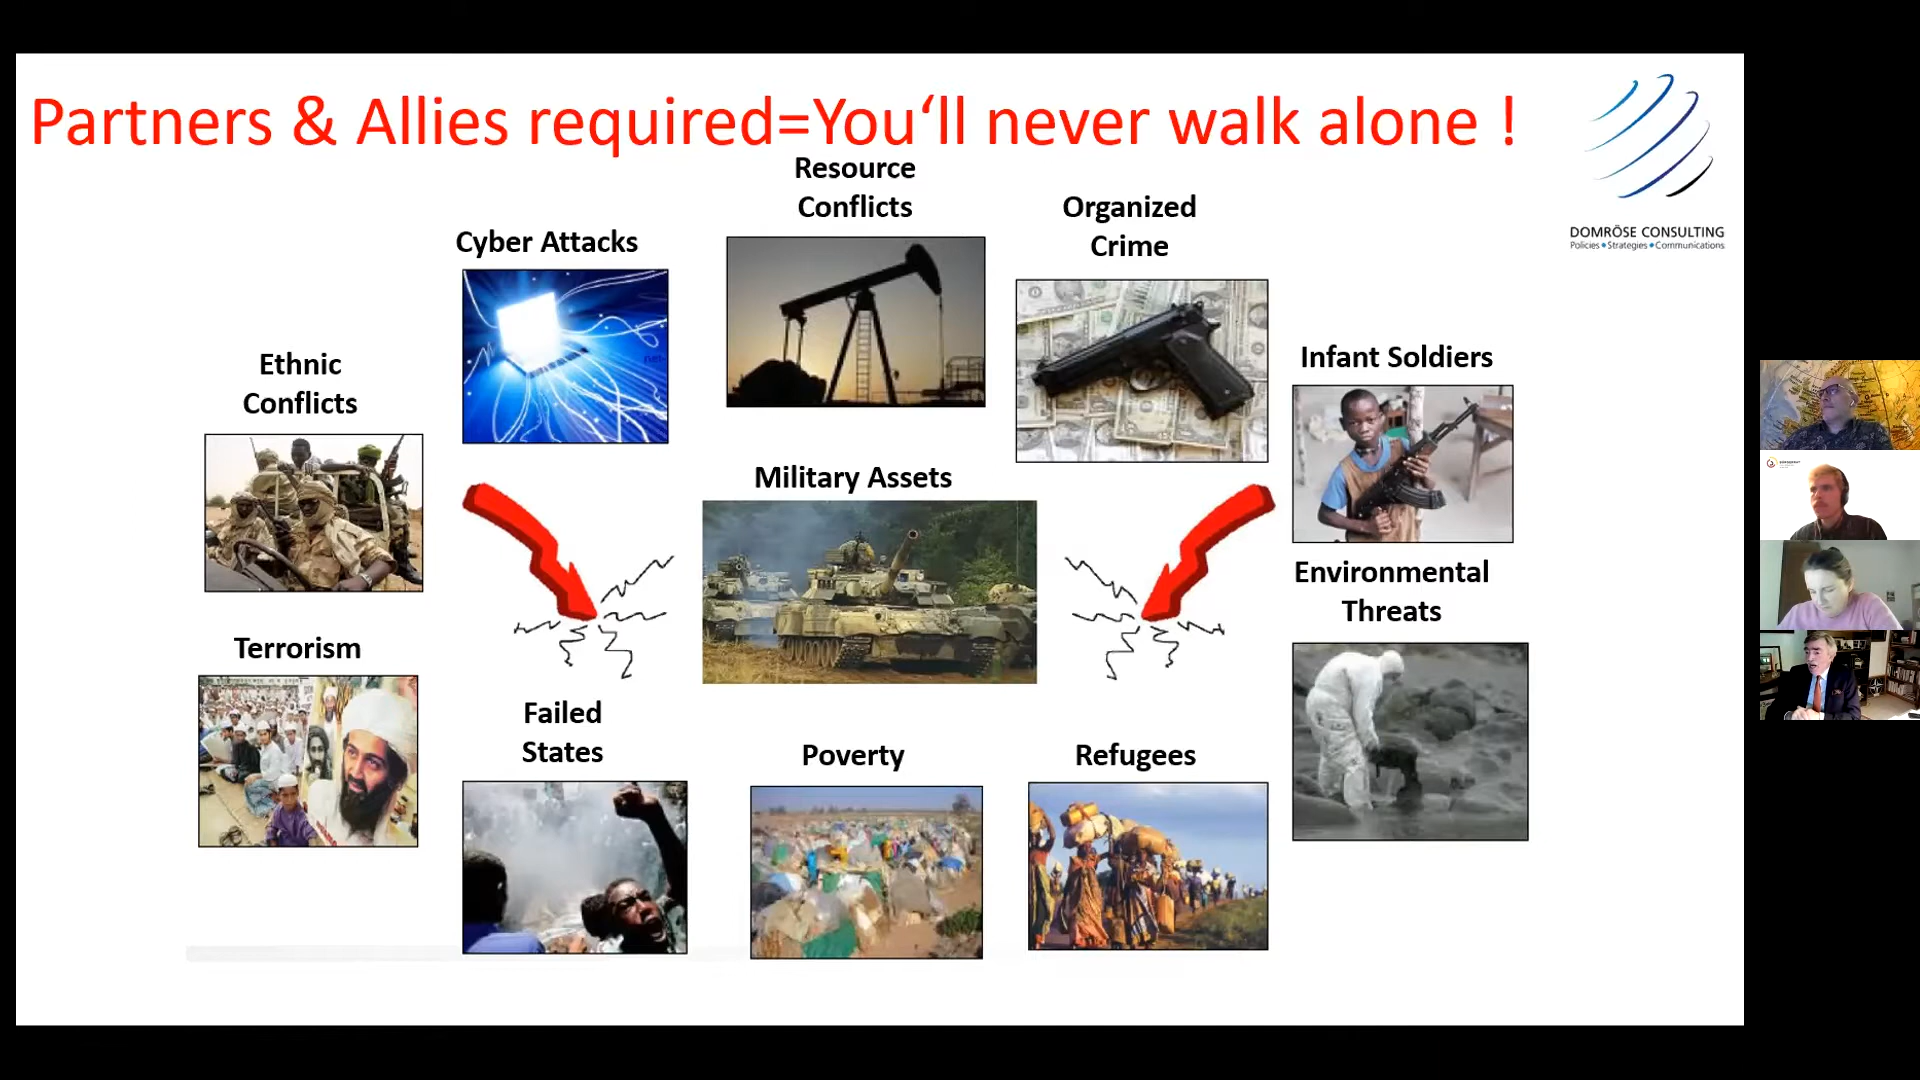 Partners & Allies required=You‘ll never walk alone !
DOMRÖSE CONSULTING
Policies • Strategies • Communications
Resource
Conflicts
Organized
Crime
Cyber Attacks
Ethnic
Conflicts
Infant Soldiers
Military Assets
Environmental
Threats
Terrorism
Failed
States
Poverty
Refugees